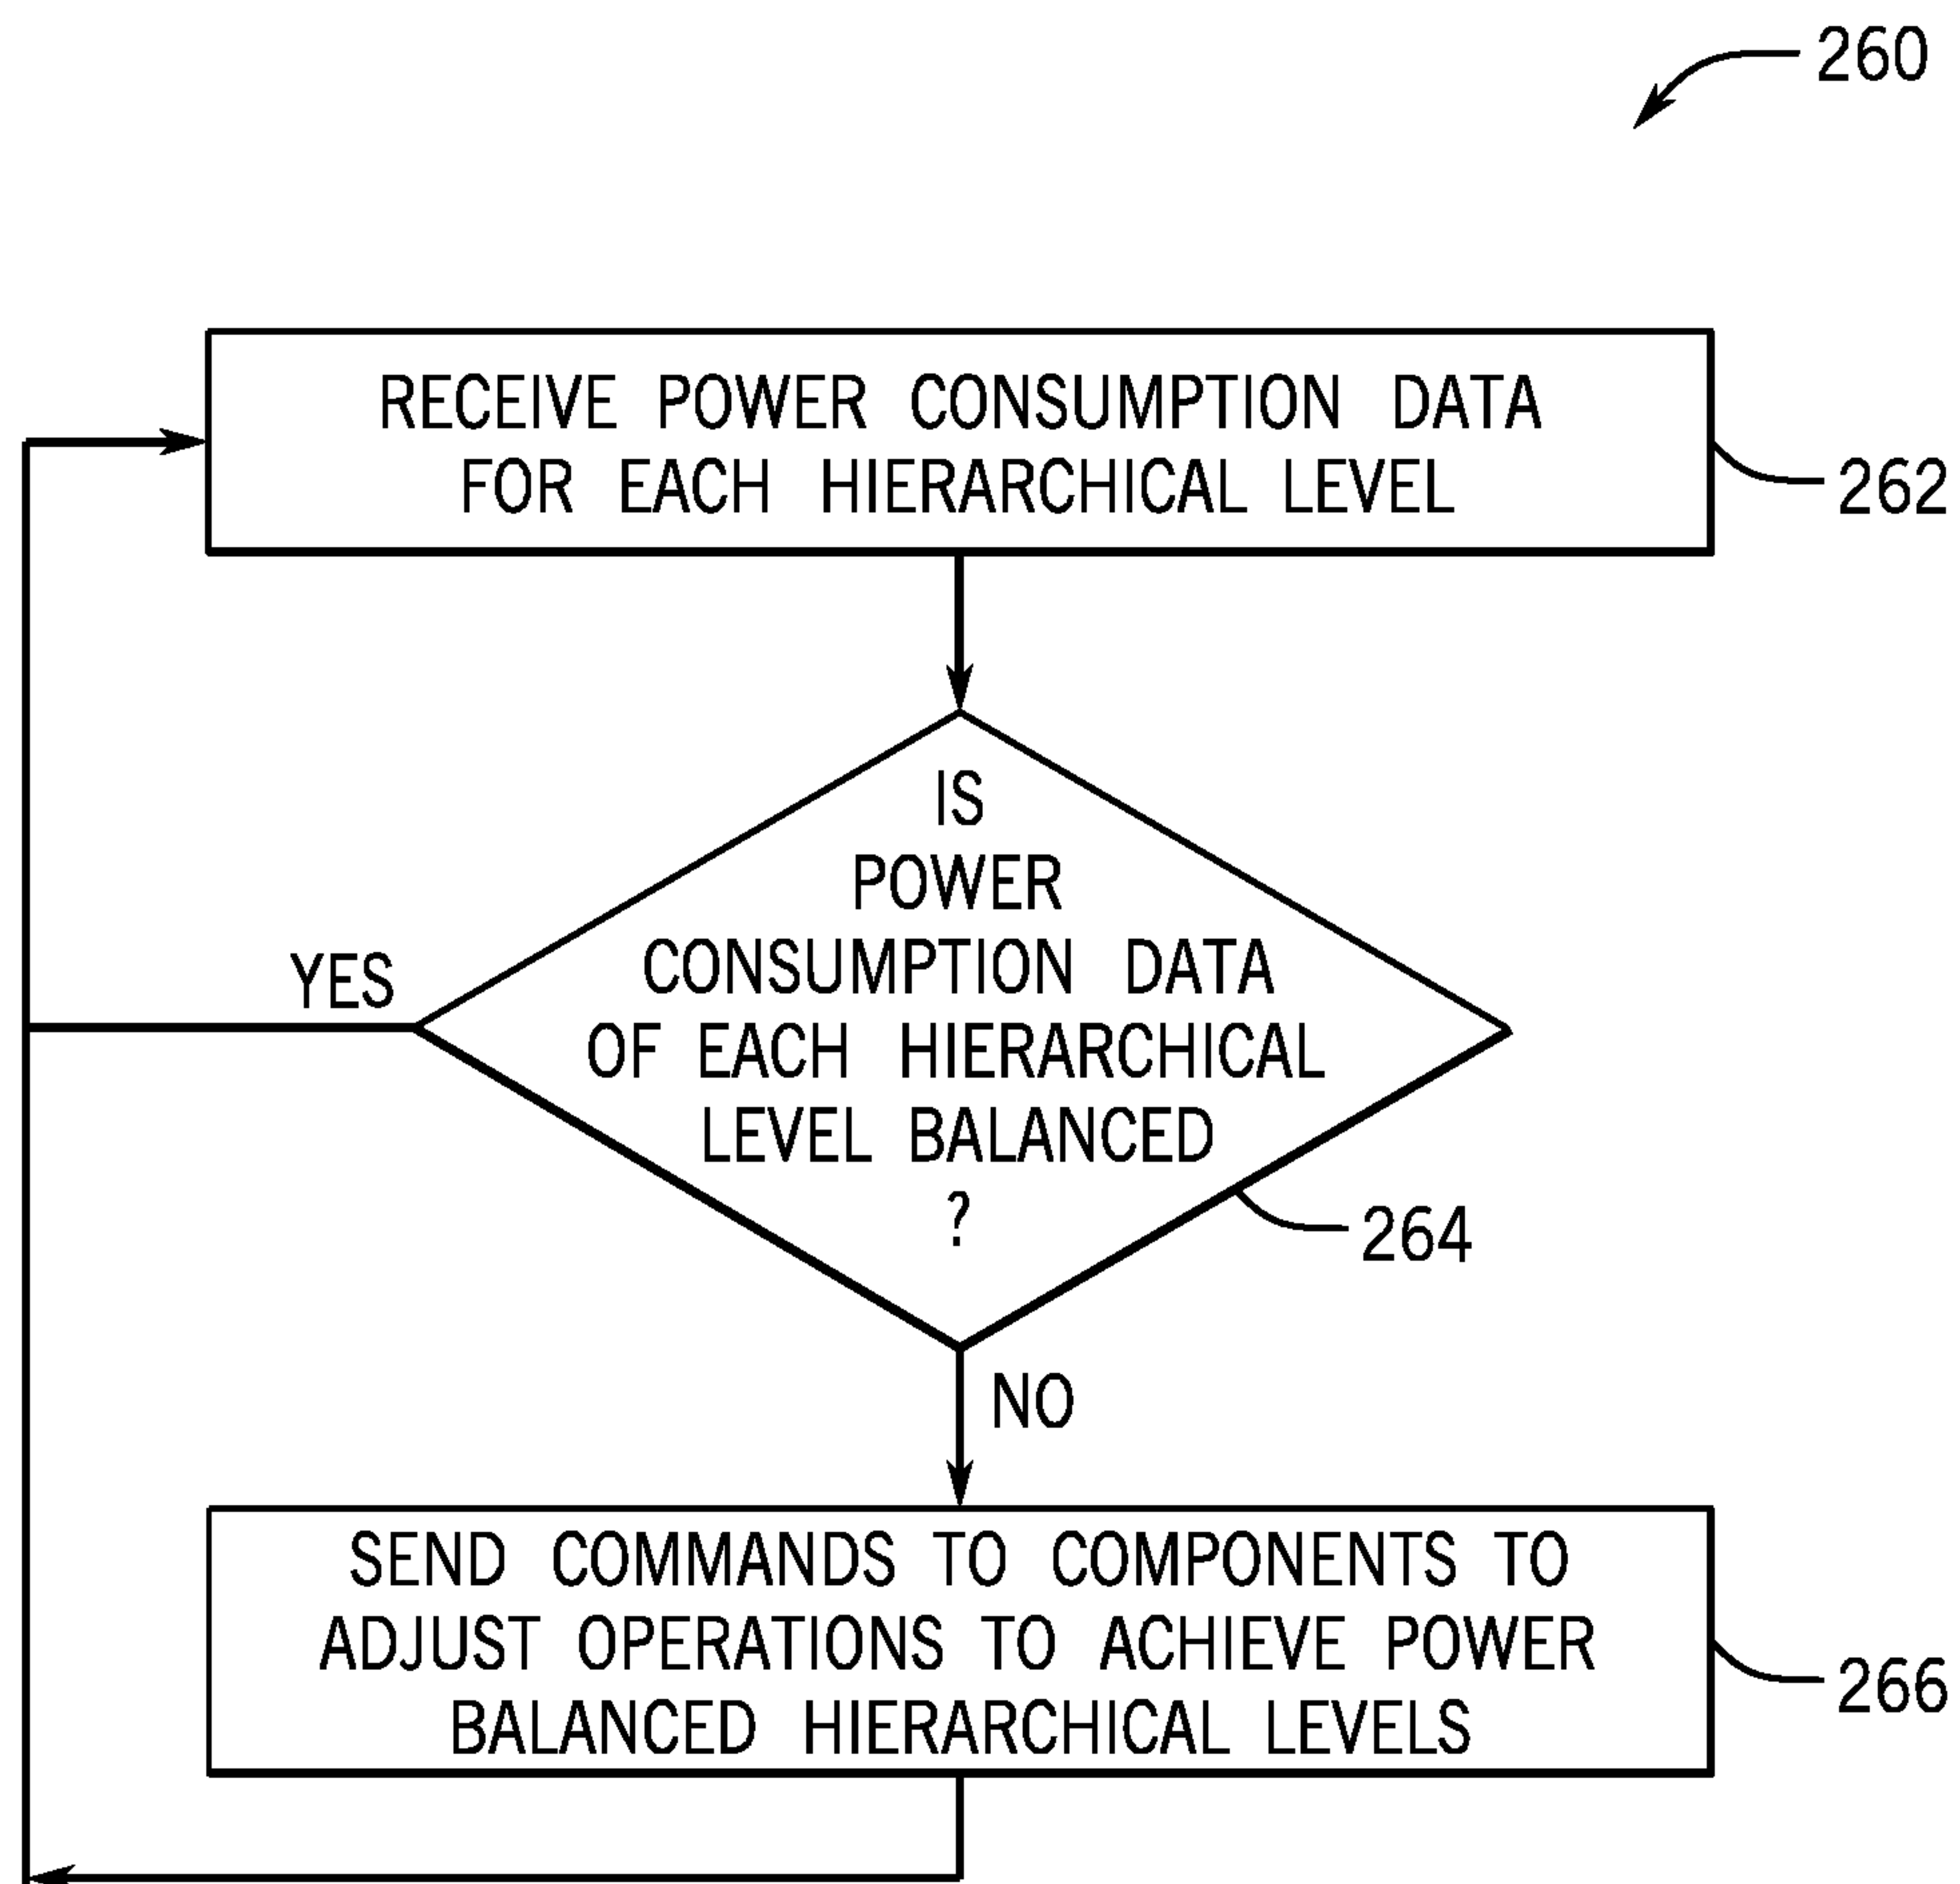 260
RECEIVE POWER CONSUMPTION DATA
FOR EACH HIERARCHICAL LEVEL
262
IS
POWER
CONSUMPTION DATA
OF EACH HIERARCHICAL
LEVEL BALANCED
?
YES
264
NO
SEND COMMANDS TO COMPONENTS TO
ADJUST OPERATIONS TO ACHIEVE POWER
BALANCED HIERARCHICAL LEVELS
266